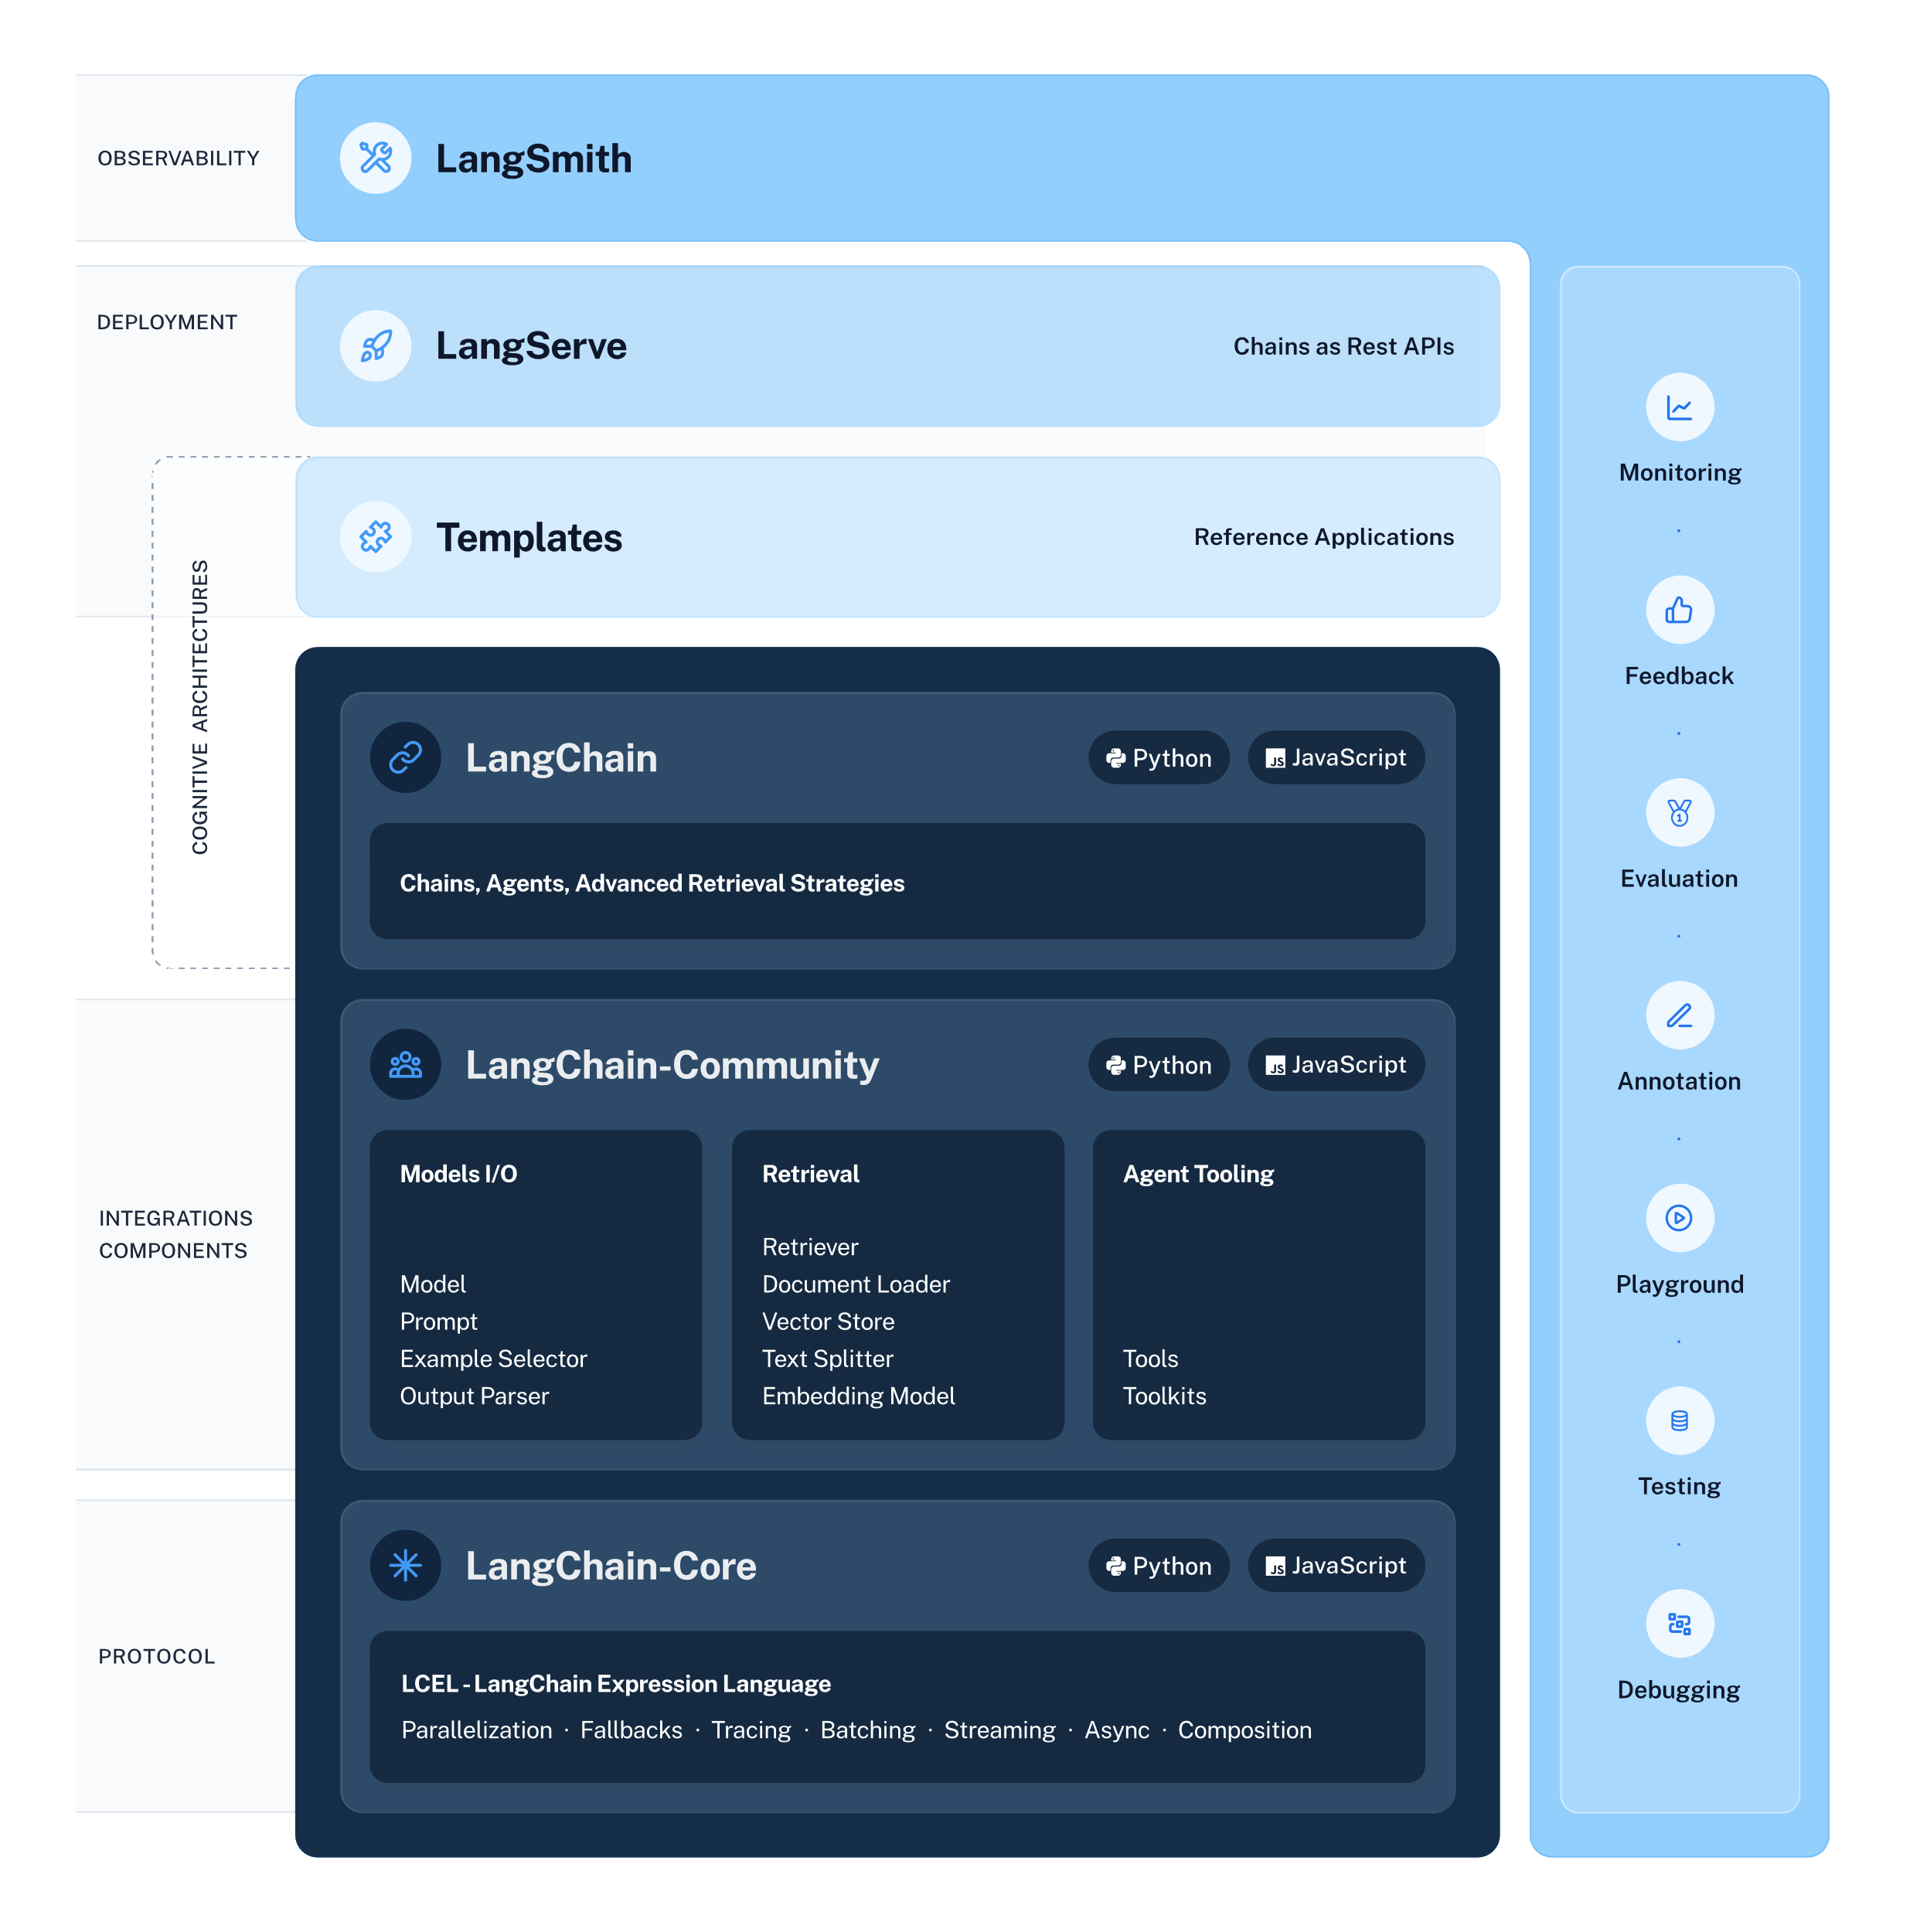 OBSERVABILITY
LangSmith
DEPLOYMENT
LangServe
Chains as Rest APIs
COGNITIVE ARCHITECTURES
Templates
Reference Applications
LangChain
Python
JavaScript
Chains, Agents, Advanced Retrieval Strategies
INTEGRATIONS
COMPONENTS
LangChain-Community
Python
JavaScript
Models I/O
Model
Prompt
Example Selector
Output Parser
Retrieval
Retriever
Document Loader
Vector Store
Text Splitter
Embedding Model
Agent Tooling
Tools
Toolkits
PROTOCOL
LangChain-Core
Python
JavaScript
LCEL - LangChain Expression Language
Parallelization · Fallbacks · Tracing · Batching · Streaming · Async · Composition
Monitoring
Feedback
1
Evaluation
Annotation
Playground
Testing
Debugging